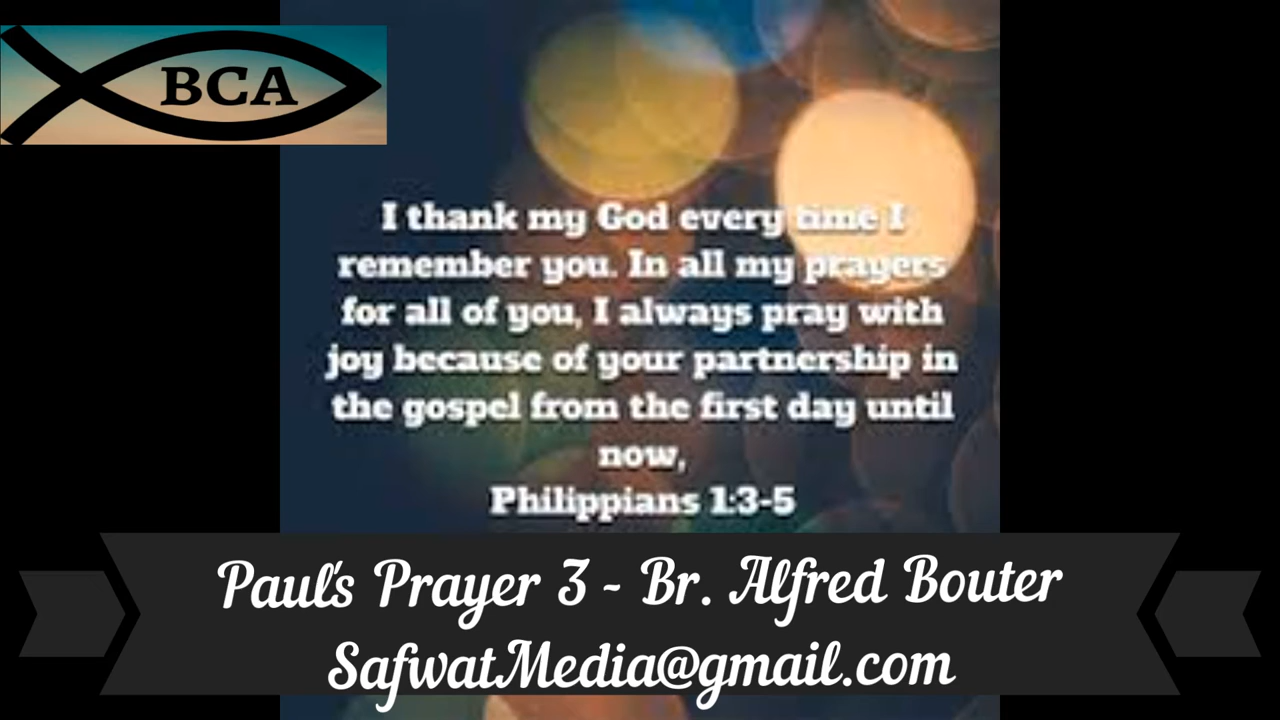 BCA
I thank my God every time I
remember you. In all my prayers
for all of you, I always pray with
joy because of your partnership in
the gospel from the first day until
now,
Philippians 1:3-5
Paul's Prayer 3 - Br. Alfred Bouter
SafwatMedia@gmail.com